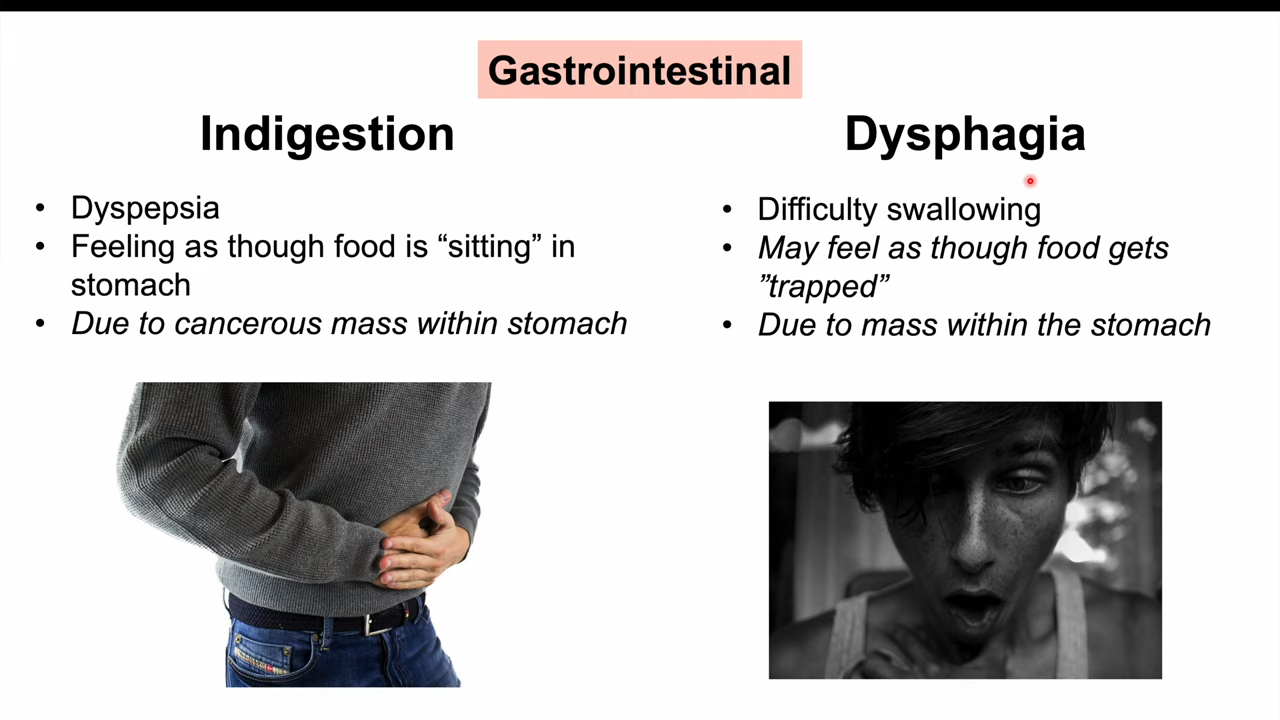 Gastrointestinal
Indigestion
• Dyspepsia
• Feeling as though food is “sitting” in
stomach
• Due to cancerous mass within stomach
Dysphagia
• Difficulty swallowing
• May feel as though food gets
”trapped”
• Due to mass within the stomach